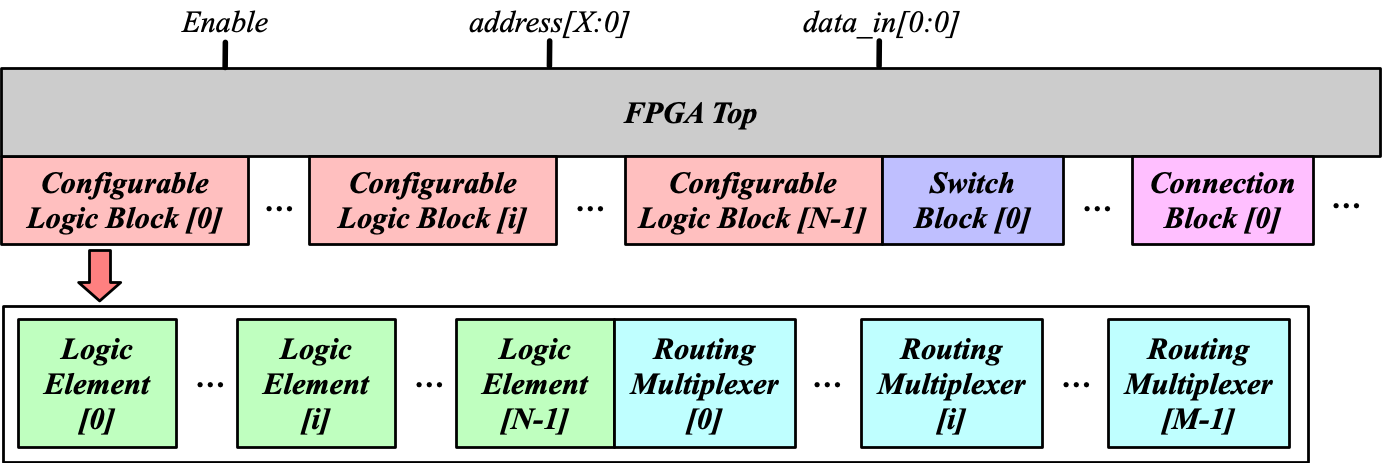 Enable address[X:0] data_in[0:0]
FPGA Top
Configurable Configurable Configurable Switch Connection
Logic Block [0] ... Logic Block [i] ... Logic Block [N-1] Block [0] ... Block [0] ...
Logic Logic Logic Routing Routing Routing
Element ... Element ... Element Multiplexer ... Multiplexer ... Multiplexer
[0] [i] [N-1] [0] [i] [M-1]